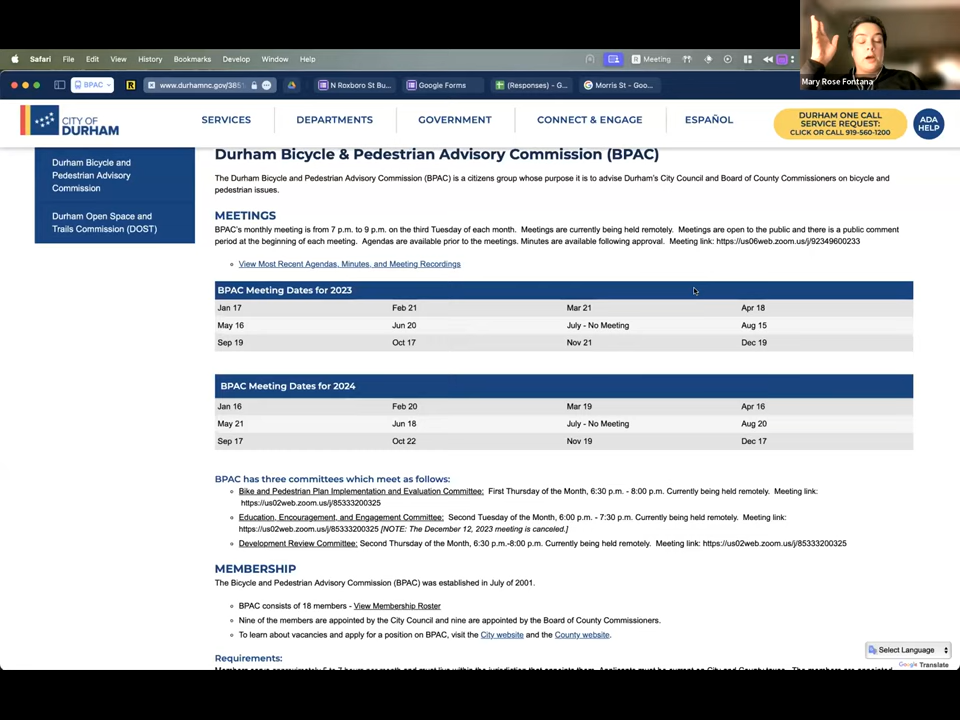 Safari File Edit View History Bookmarks Develop Window Help Meeting
Mary Rose Fontana
BPAC www.durhamnc.gov/385 N Roxboro St Bu... Google Forms (Responses) - G... Morris St - Goo...
CITY OF
DURHAM
SERVICES DEPARTMENTS GOVERNMENT CONNECT & ENGAGE ESPAÑOL
DURHAM ONE CALL
SERVICE REQUEST:
CLICK OR CALL 919-560-1200
ADA
HELP
Durham Bicycle and
Pedestrian Advisory
Commission
Durham Open Space and
Trails Commission (DOST)
Durham Bicycle & Pedestrian Advisory Commission (BPAC)
The Durham Bicycle and Pedestrian Advisory Commission (BPAC) is a citizens group whose purpose it is to advise Durham's City Council and Board of County Commissioners on bicycle and
pedestrian issues.
MEETINGS
BPAC's monthly meeting is from 7 p.m. to 9 p.m. on the third Tuesday of each month. Meetings are currently being held remotely. Meetings are open to the public and there is a public comment
period at the beginning of each meeting. Agendas are available prior to the meetings. Minutes are available following approval. Meeting link: https://us06web.zoom.us/j/92349600233
View Most Recent Agendas, Minutes, and Meeting Recordings
BPAC Meeting Dates for 2023
Jan 17 Feb 21 Mar 21 Apr 18
May 16 Jun 20 July - No Meeting Aug 15
Sep 19 Oct 17 Nov 21 Dec 19
BPAC Meeting Dates for 2024
Jan 16 Feb 20 Mar 19 Apr 16
May 21 Jun 18 July - No Meeting Aug 20
Sep 17 Oct 22 Nov 19 Dec 17
BPAC has three committees which meet as follows:
Bike and Pedestrian Plan Implementation and Evaluation Committee: First Thursday of the Month, 6:30 p.m. - 8:00 p.m. Currently being held remotely. Meeting link:
https://us02web.zoom.us/j/85333200325
Education, Encouragement, and Engagement Committee: Second Tuesday of the Month, 6:00 p.m. - 7:30 p.m. Currently being held remotely. Meeting link:
https://us02web.zoom.us/j/85333200325 [NOTE: The December 12, 2023 meeting is canceled.]
Development Review Committee: Second Thursday of the Month, 6:30 p.m.-8:00 p.m. Currently being held remotely. Meeting link: https://us02web.zoom.us/j/85333200325
MEMBERSHIP
The Bicycle and Pedestrian Advisory Commission (BPAC) was established in July of 2001.
BPAC consists of 18 members - View Membership Roster
Nine of the members are appointed by the City Council and nine are appointed by the Board of County Commissioners.
To learn about vacancies and apply for a position on BPAC, visit the City website and the County website.
Requirements:
Select Language
Google Translate